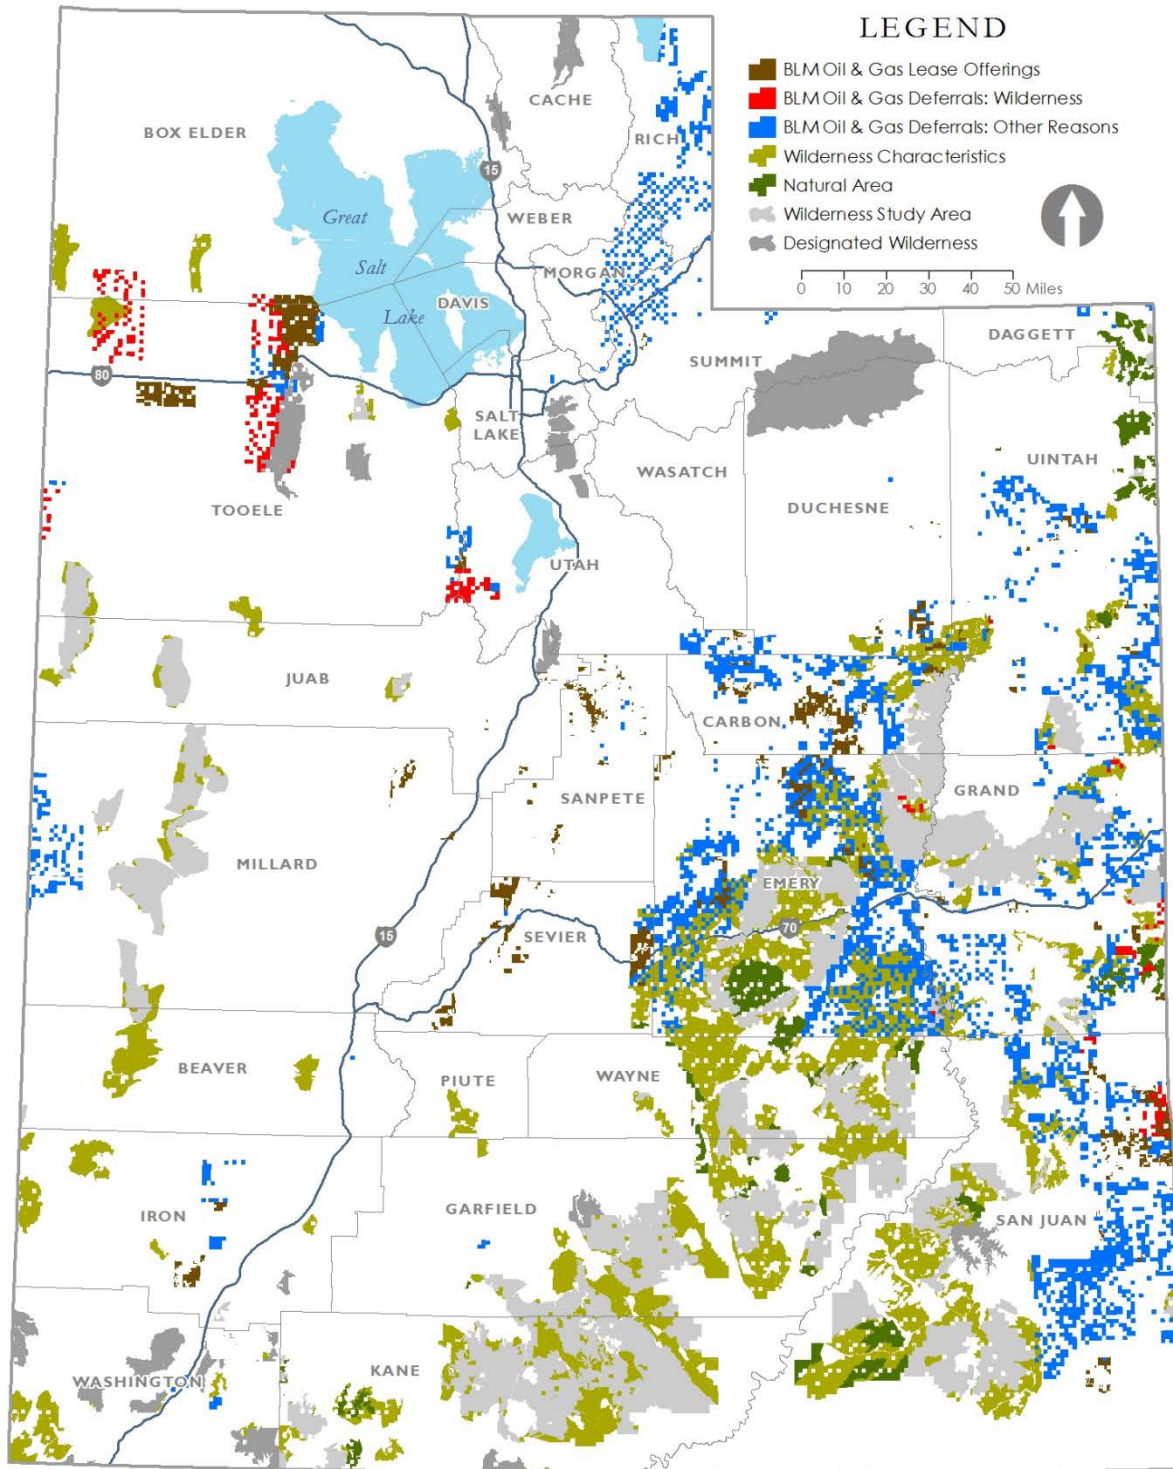 LEGEND
BLM Oil & Gas Lease Offerings
BLM Oil & Gas Deferrals: Wilderness
BLM Oil & Gas Deferrals: Other Reasons
Wilderness Characteristics
Natural Area
Wilderness Study Area
Designated Wilderness
0 10 20 30 40 50 Miles
CACHE
BOX ELDER
RICH
15
Great
WEBER
Salt
MORGAN
DAVIS
Lake
DAGGETT
SUMMIT
80
SALT
LAKE
WASATCH
UINTAH
TOOELE
DUCHESNE
UTAH
JUAB
CARBON
SANPETE
GRAND
MILLARD
EMERY
70
15
SEVIER
BEAVER
PIUTE
WAYNE
IRON
GARFIELD
SAN JUAN
KANE
WASHINGTON